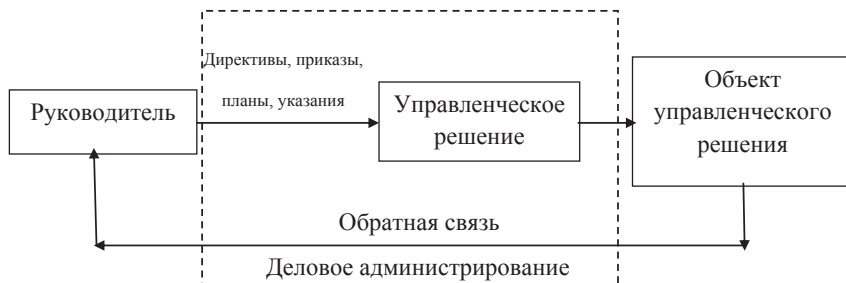 Руководитель
Директивы, приказы,
планы, указания
Управленческое
решение
Объект
управленческого
решения
Обратная связь
Деловое администрирование